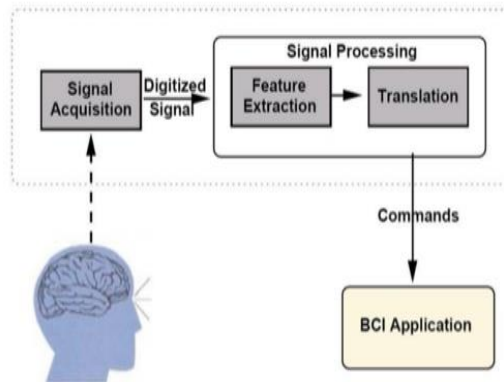 Signal Processing
Signal
Acquisition
Digitized
Signal
Feature
Extraction
Translation
Commands
BCI Application